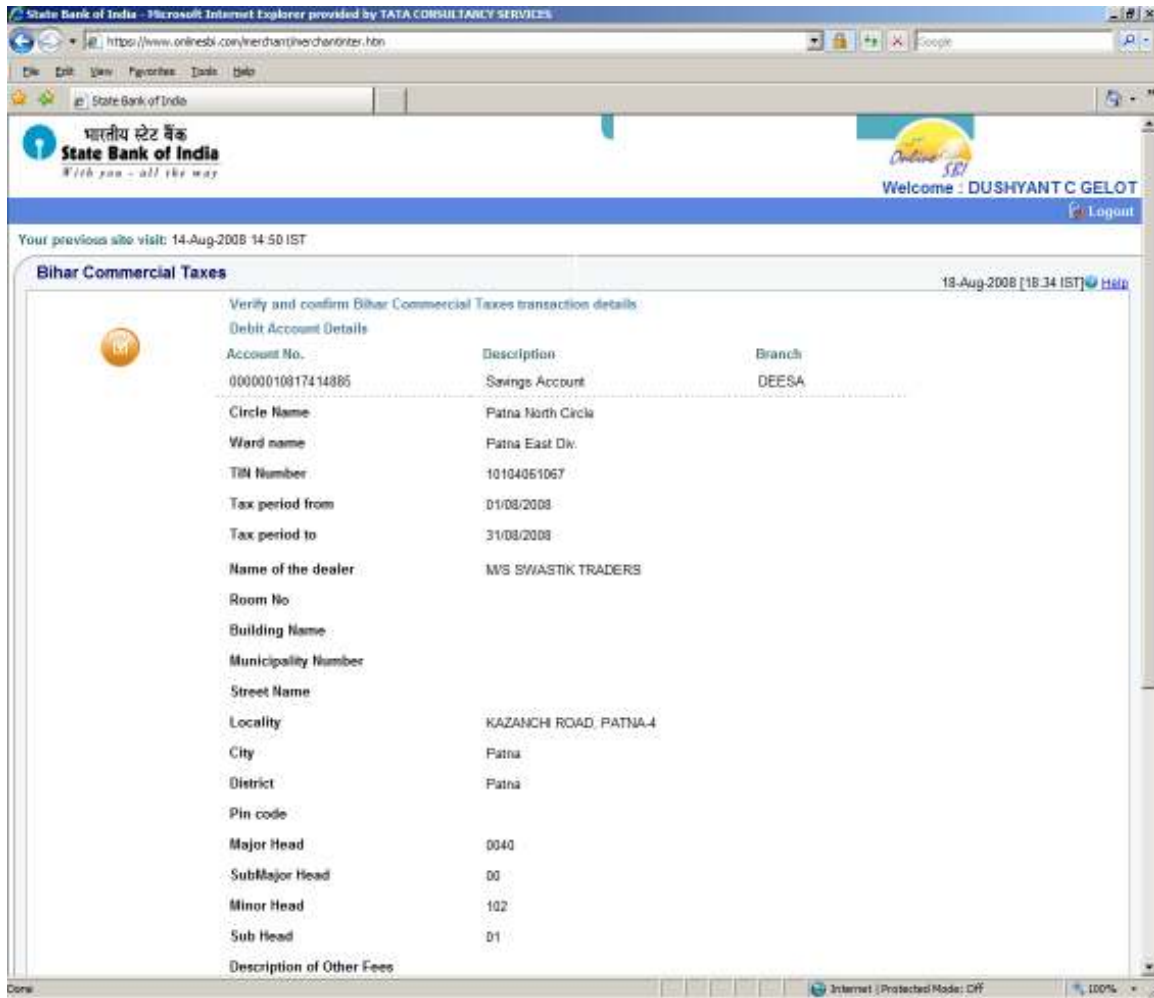 State Bank of India - Microsoft Internet Explorer provided by TATA CONSULTANCY SERVICES
https://www.onlinesbi.com/merchant/merchantinter.htm
Google
File Edit View Favorites Tools Help
State Bank of India
भारतीय स्टेट बैंक
State Bank of India
With you - all the way
Online SBI
Welcome : DUSHYANT C GELOT
Logout
Your previous site visit: 14-Aug-2008 14:50 IST
Bihar Commercial Taxes
18-Aug-2008 [18:34 IST] Help
Verify and confirm Bihar Commercial Taxes transaction details
Debit Account Details
Account No. Description Branch
00000010817414885 Savings Account DEESA
Circle Name Patna North Circle
Ward name Patna East Div.
TIN Number 10104061067
Tax period from 01/08/2008
Tax period to 31/08/2008
Name of the dealer M/S SWASTIK TRADERS
Room No
Building Name
Municipality Number
Street Name
Locality KAZANCHI ROAD, PATNA-4
City Patna
District Patna
Pin code
Major Head 0040
SubMajor Head 00
Minor Head 102
Sub Head 01
Description of Other Fees
Done Internet | Protected Mode: Off 100%